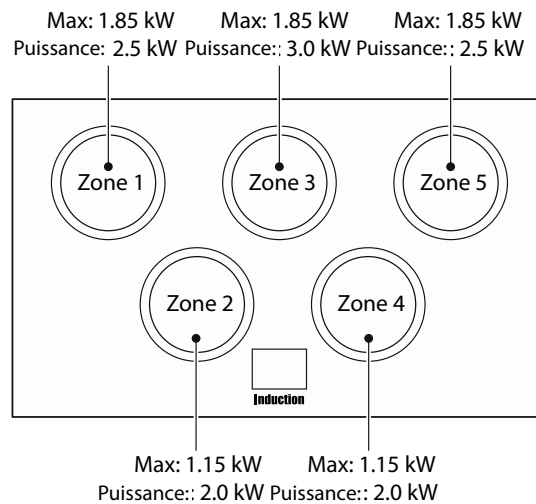 Max: 1.85 kW Max: 1.85 kW Max: 1.85 kW
Puissance: 2.5 kW Puissance:: 3.0 kW Puissance:: 2.5 kW
Zone 1 Zone 3 Zone 5
Zone 2 Zone 4
Induction
Max: 1.15 kW Max: 1.15 kW
Puissance:: 2.0 kW Puissance:: 2.0 kW